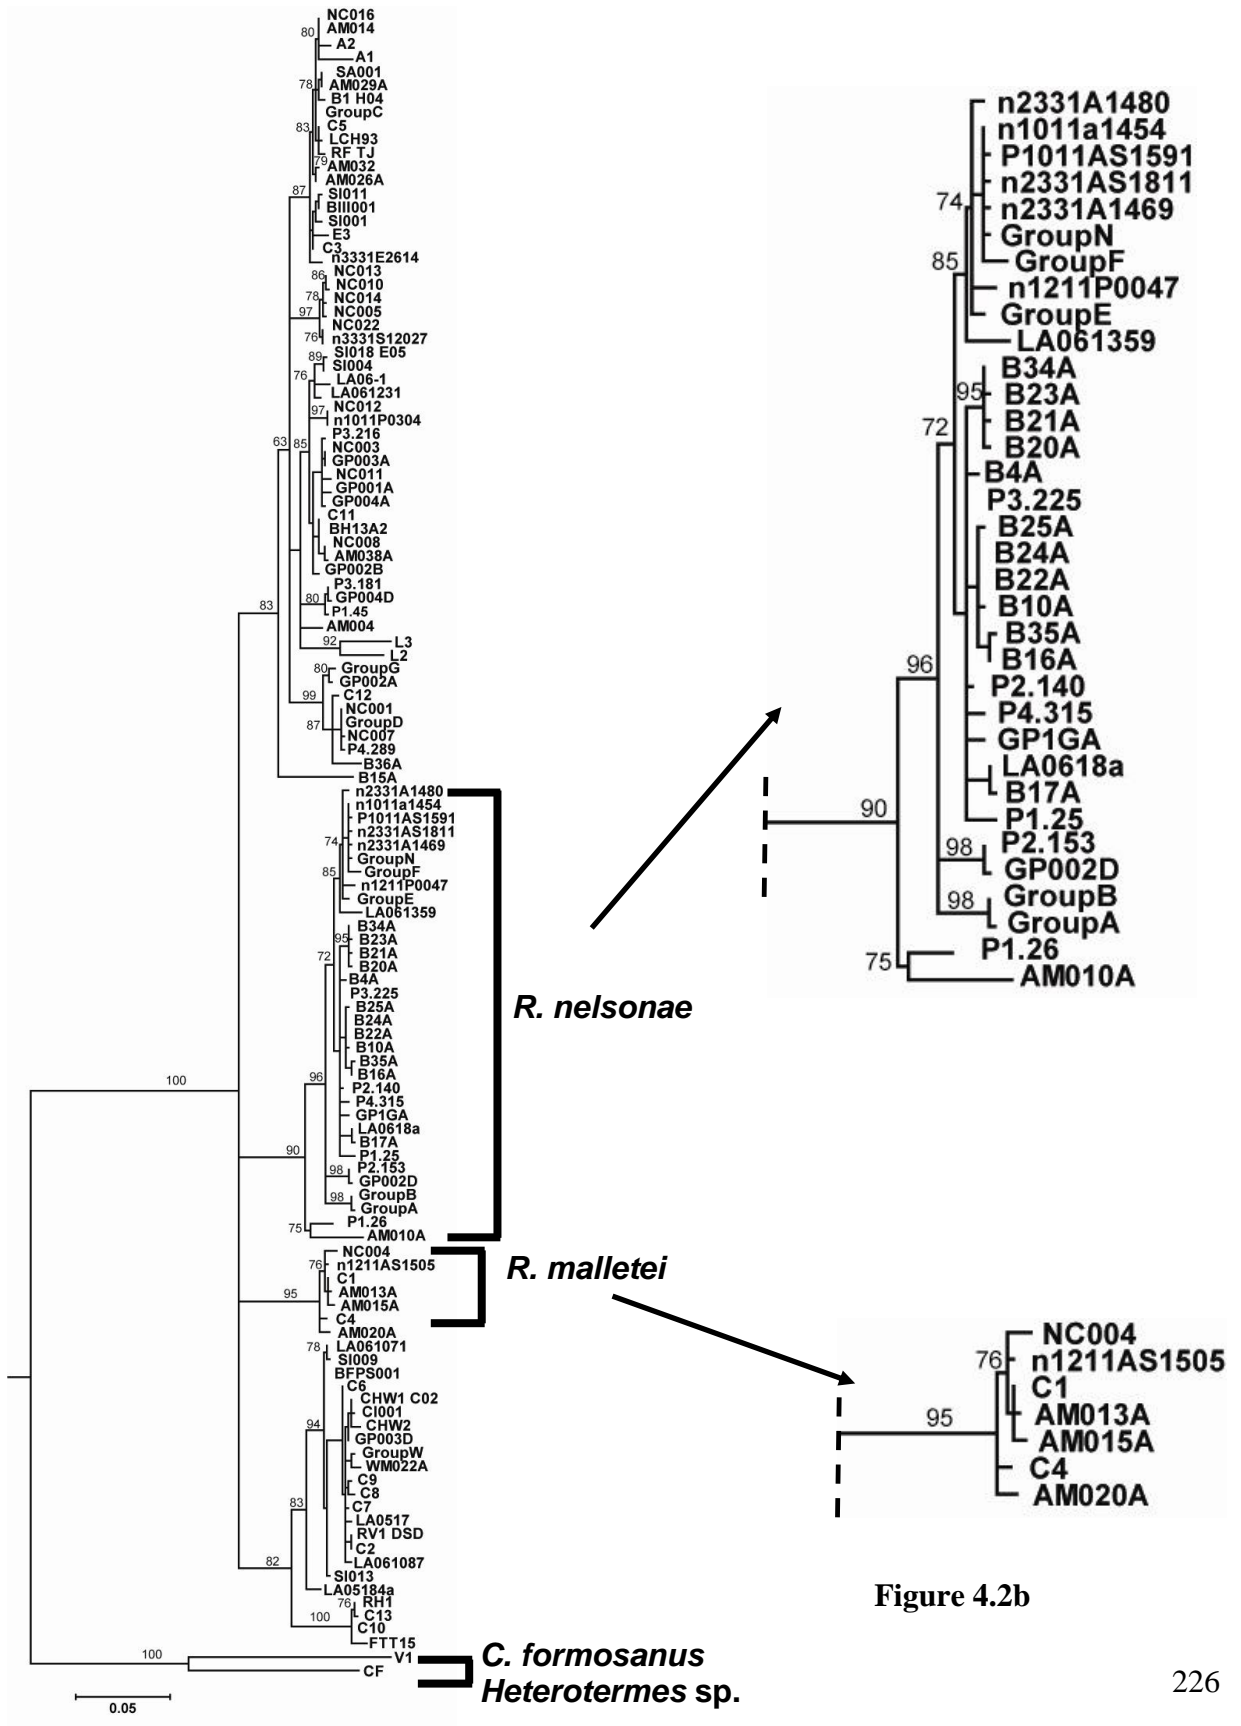 NC016
AM014
80
A2
A1
SA001
78
AM029A
B1 H04
GroupC
83
C5
LCH93
RF TJ
79
AM032
AM026A
87
SI011
BIII001
SI001
E3
C3
n3331E2614
NC013
86
NC010
78
NC014
97
NC005
NC022
76
n3331S12027
SI018 E05
89
SI004
76
LA06-1
LA061231
NC012
97
n1011P0304
P3.216
63
85
NC003
GP003A
NC011
GP001A
GP004A
C11
BH13A2
NC008
AM038A
GP002B
P3.181
80
GP004D
83
P1.45
AM004
92
L3
L2
80
GroupG
GP002A
99
C12
NC001
87
GroupD
NC007
P4.289
B36A
B15A
n2331A1480
n1011a1454
P1011AS1591
n2331AS1811
74
n2331A1469
GroupN
85
GroupF
n1211P0047
GroupE
LA061359
B34A
95
B23A
72
B21A
B20A
B4A
P3.225
B25A
B24A
B22A
B10A
B35A
B16A
96
P2.140
100
P4.315
GP1GA
LA0618a
B17A
90
P1.25
P2.153
98
GP002D
98
GroupB
GroupA
P1.26
75
AM010A
NC004
76
n1211AS1505
C1
95
AM013A
AM015A
C4
AM020A
LA061071
78
SI009
BFPS001
C6
CHW1 C02
CI001
94
CHW2
GP003D
GroupW
WM022A
C9
C8
83
C7
LA0517
RV1 DSD
C2
82
LA061087
SI013
LA05184a
76
RH1
C13
100
C10
FTT15
100
V1
CF
0.05
R. nelsonae
R. malletei
C. formosanus
Heterotermes sp.
n2331A1480
n1011a1454
P1011AS1591
n2331AS1811
74
n2331A1469
GroupN
85
GroupF
n1211P0047
GroupE
LA061359
B34A
95
B23A
72
B21A
B20A
B4A
P3.225
B25A
B24A
B22A
B10A
B35A
96
B16A
P2.140
P4.315
GP1GA
LA0618a
B17A
90
P1.25
P2.153
98
GP002D
98
GroupB
GroupA
P1.26
75
AM010A
NC004
76
n1211AS1505
C1
95
AM013A
AM015A
C4
AM020A
Figure 4.2b
226